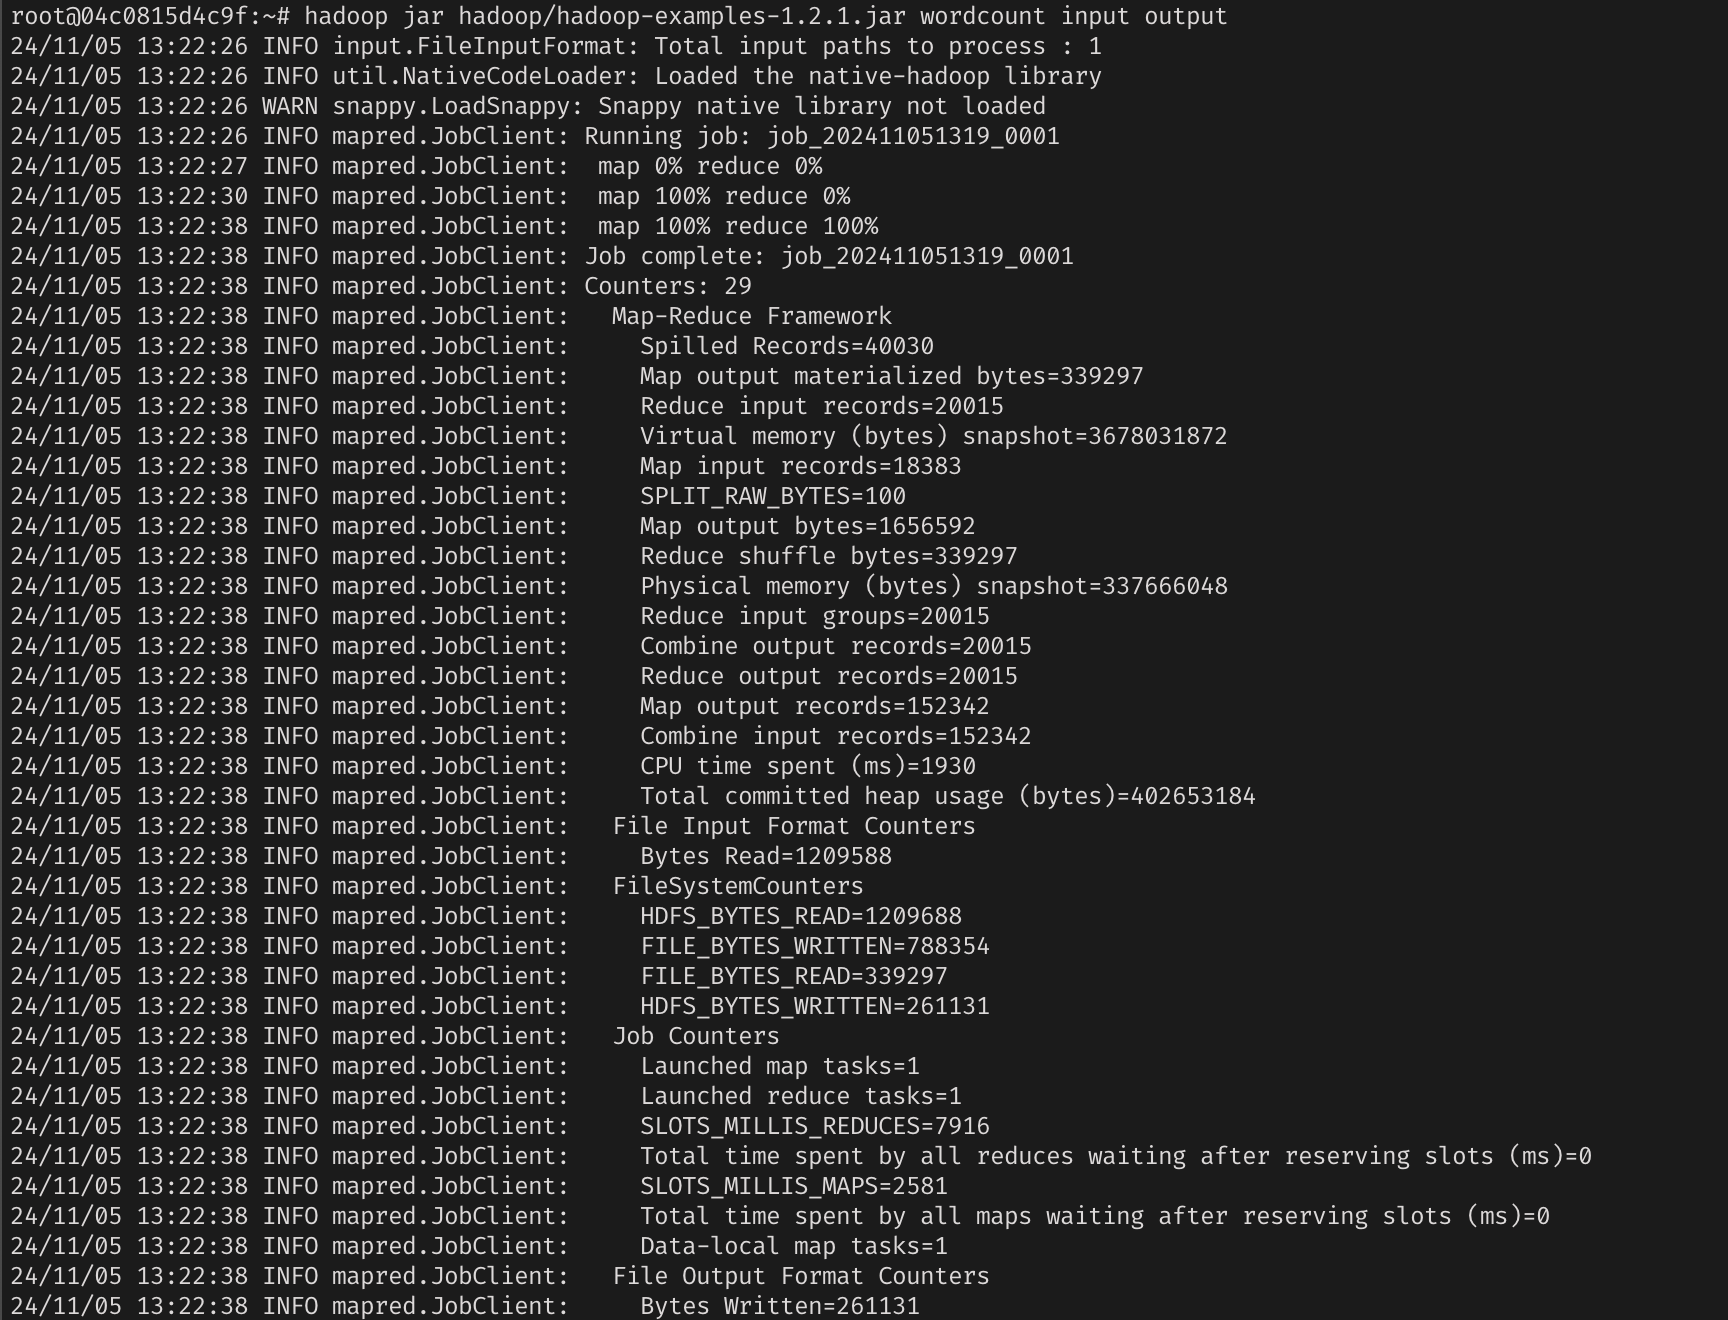 root@04c0815d4c9f:~# hadoop jar hadoop/hadoop-examples-1.2.1.jar wordcount input output
24/11/05 13:22:26 INFO input.FileInputFormat: Total input paths to process : 1
24/11/05 13:22:26 INFO util.NativeCodeLoader: Loaded the native-hadoop library
24/11/05 13:22:26 WARN snappy.LoadSnappy: Snappy native library not loaded
24/11/05 13:22:26 INFO mapred.JobClient: Running job: job_202411051319_0001
24/11/05 13:22:27 INFO mapred.JobClient:  map 0% reduce 0%
24/11/05 13:22:30 INFO mapred.JobClient:  map 100% reduce 0%
24/11/05 13:22:38 INFO mapred.JobClient:  map 100% reduce 100%
24/11/05 13:22:38 INFO mapred.JobClient: Job complete: job_202411051319_0001
24/11/05 13:22:38 INFO mapred.JobClient: Counters: 29
24/11/05 13:22:38 INFO mapred.JobClient:   Map-Reduce Framework
24/11/05 13:22:38 INFO mapred.JobClient:     Spilled Records=40030
24/11/05 13:22:38 INFO mapred.JobClient:     Map output materialized bytes=339297
24/11/05 13:22:38 INFO mapred.JobClient:     Reduce input records=20015
24/11/05 13:22:38 INFO mapred.JobClient:     Virtual memory (bytes) snapshot=3678031872
24/11/05 13:22:38 INFO mapred.JobClient:     Map input records=18383
24/11/05 13:22:38 INFO mapred.JobClient:     SPLIT_RAW_BYTES=100
24/11/05 13:22:38 INFO mapred.JobClient:     Map output bytes=1656592
24/11/05 13:22:38 INFO mapred.JobClient:     Reduce shuffle bytes=339297
24/11/05 13:22:38 INFO mapred.JobClient:     Physical memory (bytes) snapshot=337666048
24/11/05 13:22:38 INFO mapred.JobClient:     Reduce input groups=20015
24/11/05 13:22:38 INFO mapred.JobClient:     Combine output records=20015
24/11/05 13:22:38 INFO mapred.JobClient:     Reduce output records=20015
24/11/05 13:22:38 INFO mapred.JobClient:     Map output records=152342
24/11/05 13:22:38 INFO mapred.JobClient:     Combine input records=152342
24/11/05 13:22:38 INFO mapred.JobClient:     CPU time spent (ms)=1930
24/11/05 13:22:38 INFO mapred.JobClient:     Total committed heap usage (bytes)=402653184
24/11/05 13:22:38 INFO mapred.JobClient:   File Input Format Counters
24/11/05 13:22:38 INFO mapred.JobClient:     Bytes Read=1209588
24/11/05 13:22:38 INFO mapred.JobClient:   FileSystemCounters
24/11/05 13:22:38 INFO mapred.JobClient:     HDFS_BYTES_READ=1209688
24/11/05 13:22:38 INFO mapred.JobClient:     FILE_BYTES_WRITTEN=788354
24/11/05 13:22:38 INFO mapred.JobClient:     FILE_BYTES_READ=339297
24/11/05 13:22:38 INFO mapred.JobClient:     HDFS_BYTES_WRITTEN=261131
24/11/05 13:22:38 INFO mapred.JobClient:   Job Counters
24/11/05 13:22:38 INFO mapred.JobClient:     Launched map tasks=1
24/11/05 13:22:38 INFO mapred.JobClient:     Launched reduce tasks=1
24/11/05 13:22:38 INFO mapred.JobClient:     SLOTS_MILLIS_REDUCES=7916
24/11/05 13:22:38 INFO mapred.JobClient:     Total time spent by all reduces waiting after reserving slots (ms)=0
24/11/05 13:22:38 INFO mapred.JobClient:     SLOTS_MILLIS_MAPS=2581
24/11/05 13:22:38 INFO mapred.JobClient:     Total time spent by all maps waiting after reserving slots (ms)=0
24/11/05 13:22:38 INFO mapred.JobClient:     Data-local map tasks=1
24/11/05 13:22:38 INFO mapred.JobClient:   File Output Format Counters
24/11/05 13:22:38 INFO mapred.JobClient:     Bytes Written=261131